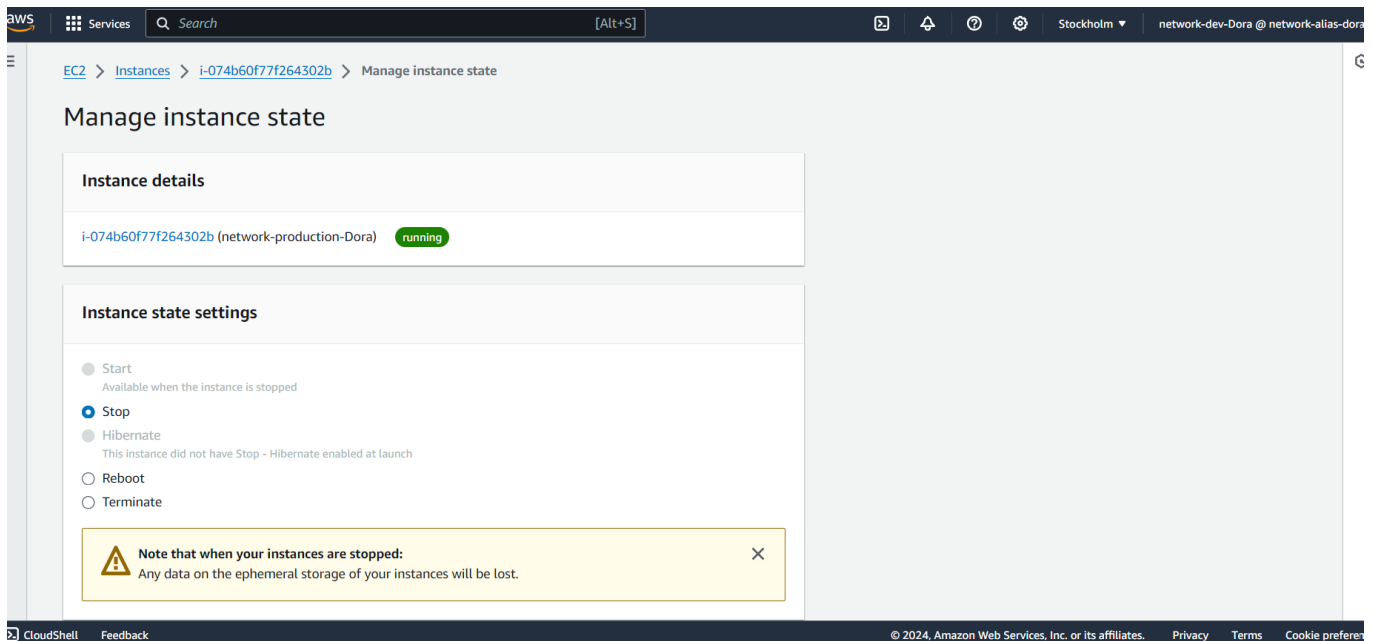 aws
Services
Search
[Alt+S]
Stockholm
network-dev-Dora @ network-alias-dora
EC2 > Instances > i-074b60f77f264302b > Manage instance state
Manage instance state
Instance details
i-074b60f77f264302b (network-production-Dora) running
Instance state settings
Start
Available when the instance is stopped
Stop
Hibernate
This instance did not have Stop - Hibernate enabled at launch
Reboot
Terminate
Note that when your instances are stopped:
Any data on the ephemeral storage of your instances will be lost.
CloudShell Feedback © 2024, Amazon Web Services, Inc. or its affiliates. Privacy Terms Cookie preferen